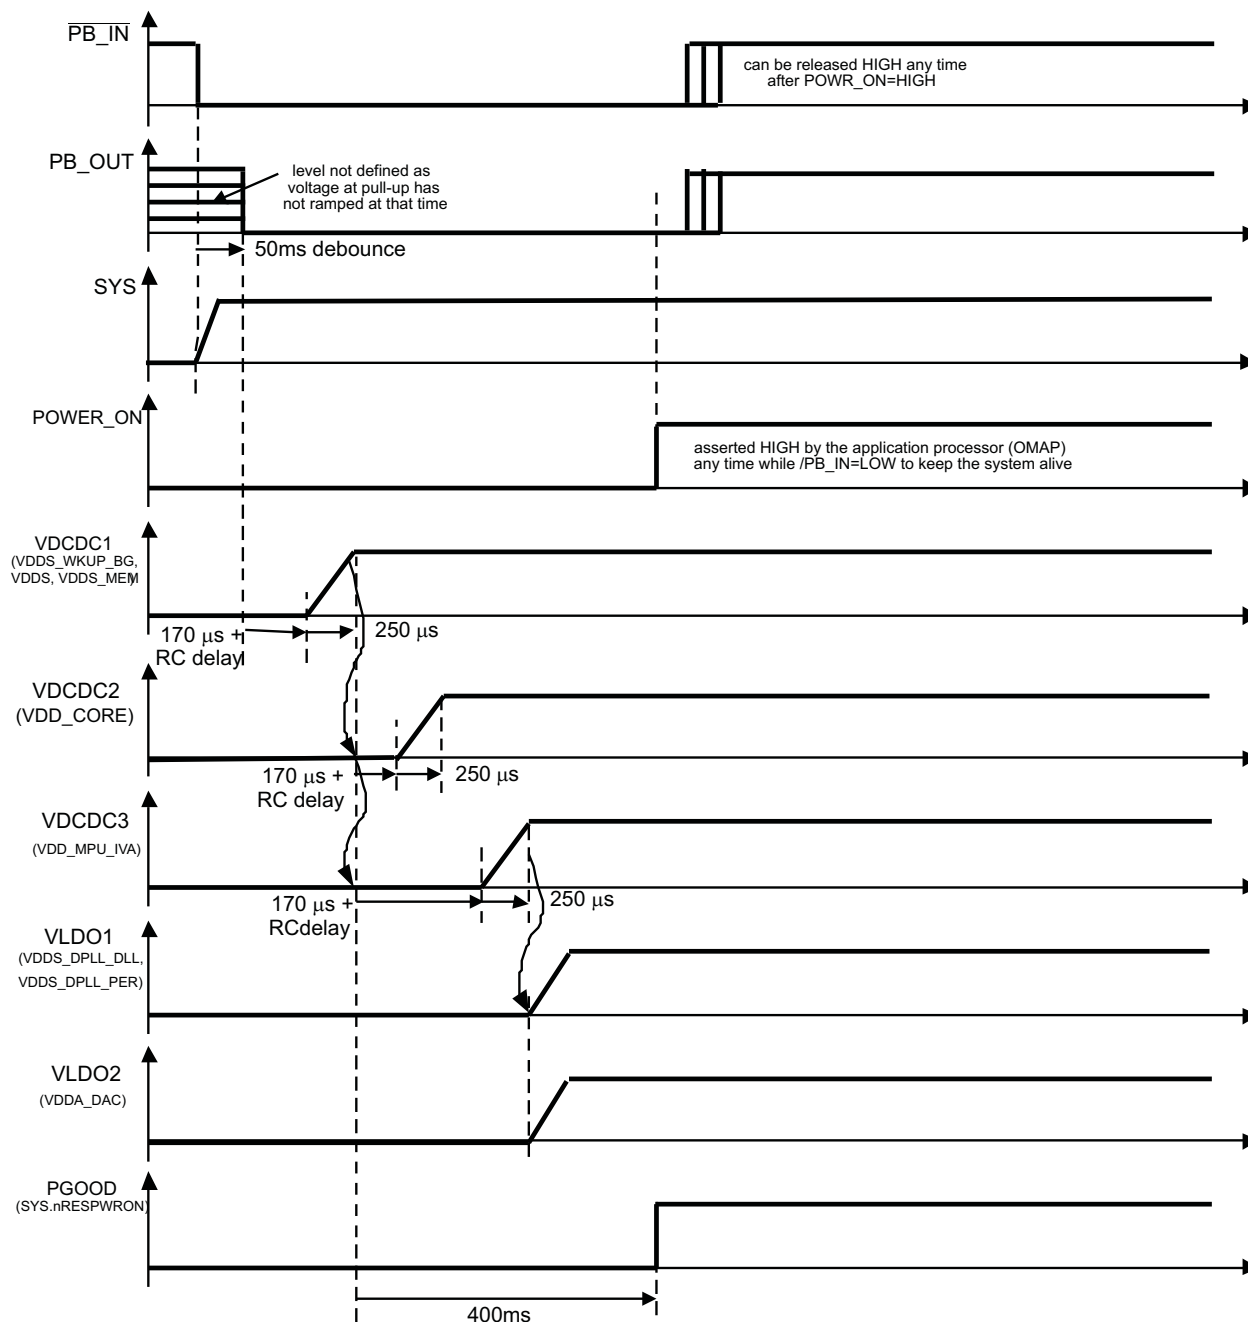 PB_IN
can be released HIGH any time
after POWR_ON=HIGH
PB_OUT
level not defined as
voltage at pull-up has
not ramped at that time
50ms debounce
SYS
POWER_ON
asserted HIGH by the application processor (OMAP)
any time while /PB_IN=LOW to keep the system alive
VDCDC1
(VDDS_WKUP_BG,
VDDS, VDDS_MEM)
170 μs +
RC delay
250 μs
VDCDC2
(VDD_CORE)
170 μs +
RC delay
250 μs
VDCDC3
(VDD_MPU_IVA)
170 μs +
RCdelay
250 μs
VLDO1
(VDDS_DPLL_DLL,
VDDS_DPLL_PER)
VLDO2
(VDDA_DAC)
PGOOD
(SYS.nRESPWRON)
400ms